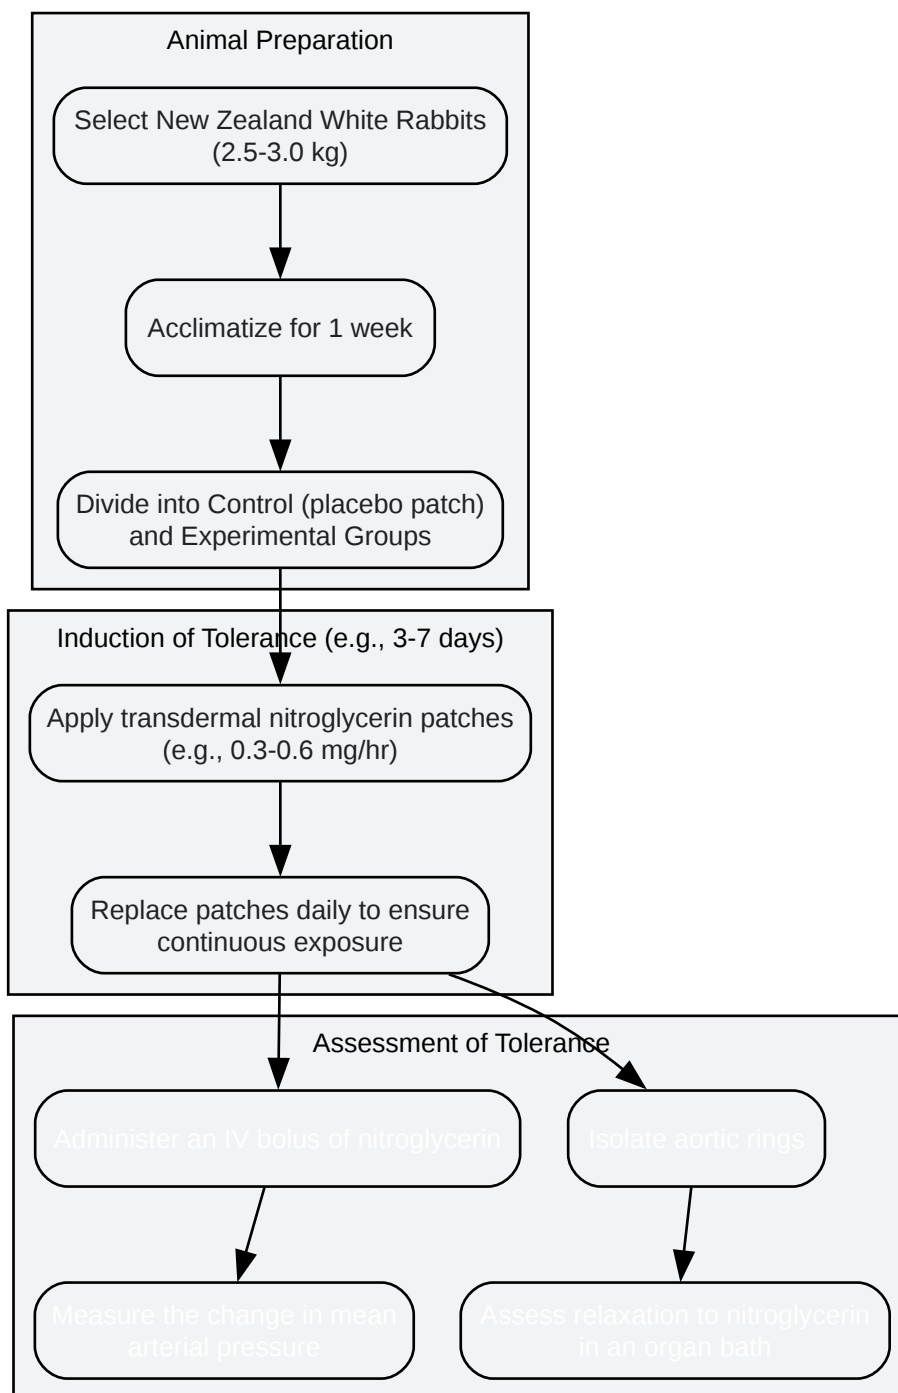 Animal Preparation
Select New Zealand White Rabbits
(2.5-3.0 kg)
Acclimatize for 1 week
Divide into Control (placebo patch)
and Experimental Groups
Induction of Tolerance (e.g., 3-7 days)
Apply transdermal nitroglycerin patches
(e.g., 0.3-0.6 mg/hr)
Replace patches daily to ensure
continuous exposure
Assessment of Tolerance
Administer an IV bolus of nitroglycerin
Isolate aortic rings
Measure the change in mean
arterial pressure
Assess relaxation to nitroglycerin
in an organ bath